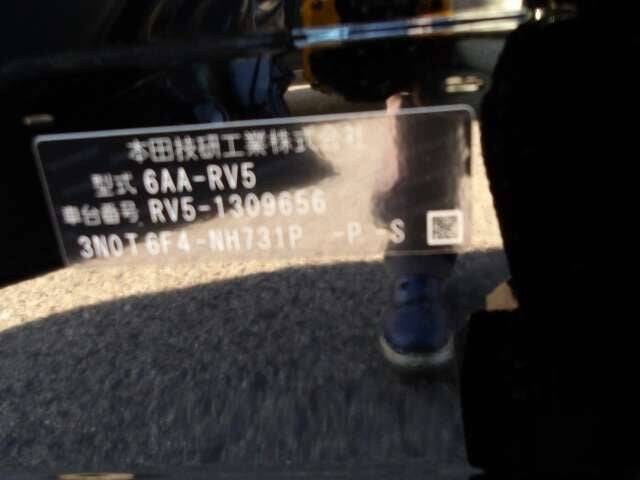 本田技研工業株式会社
型式 6AA-RV5
車台番号 RV5-1309656
3NOT6F4-NH731P -P -S